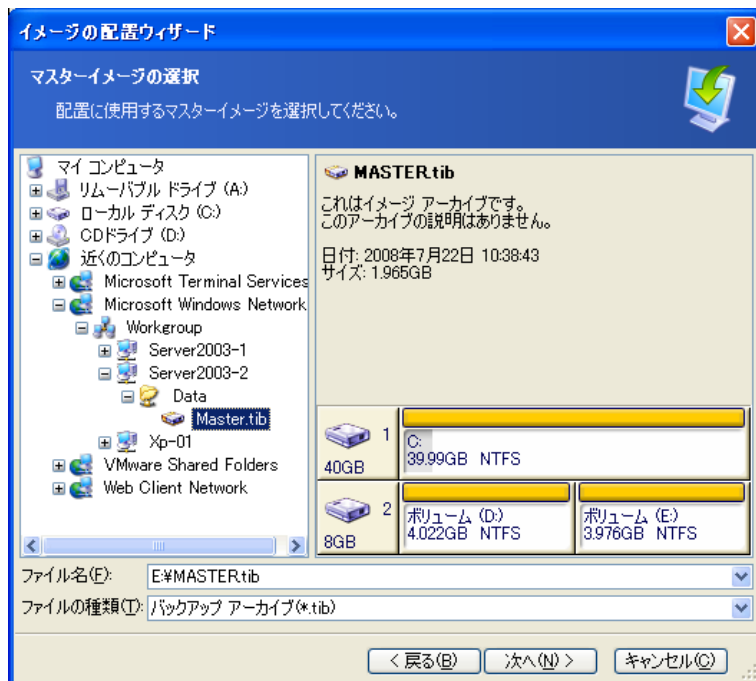 イメージの配置ウィザード
マスターイメージの選択
配置に使用するマスターイメージを選択してください。
マイ コンピュータ
リムーバブル ドライブ (A:)
ローカル ディスク (C:)
CDドライブ (D:)
近くのコンピュータ
Microsoft Terminal Services
Microsoft Windows Network
Workgroup
Server2003-1
Server2003-2
Data
Master.tib
Xp-01
VMware Shared Folders
Web Client Network
MASTER.tib
これはイメージ アーカイブです。
このアーカイブの説明はありません。
日付: 2008年7月22日 10:38:43
サイズ: 1.965GB
1
40GB
C:
39.99GB NTFS
2
8GB
ボリューム (D:)
4.022GB NTFS
ボリューム (E:)
3.976GB NTFS
ファイル名(F):
E:¥MASTER.tib
ファイルの種類(T):
バックアップ アーカイブ(*.tib)
< 戻る(B)
次へ(N) >
キャンセル(C)